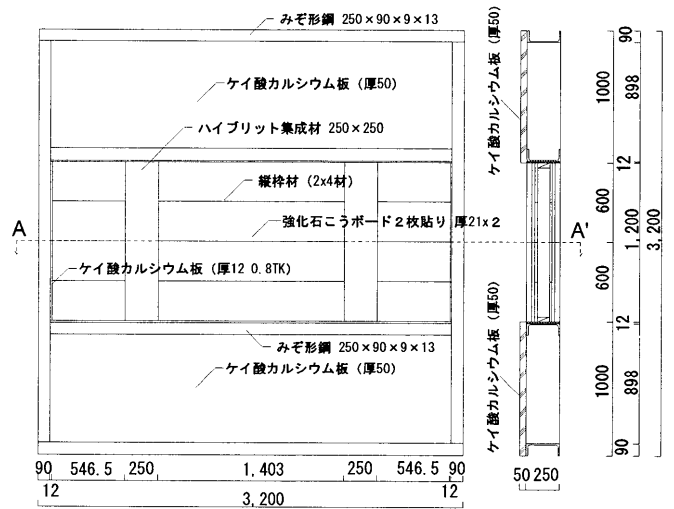 みぞ形鋼 250×90×9×13
ケイ酸カルシウム板 (厚50)
ハイブリット集成材 250×250
縦枠材 (2x4材)
強化石こうボード2枚貼り 厚21x2
A
A'
ケイ酸カルシウム板 (厚12 0.8TK)
みぞ形鋼 250×90×9×13
ケイ酸カルシウム板 (厚50)
90 546.5 250 1,403 250 546.5 90
12 12
3,200
ケイ酸カルシウム板 (厚50)
ケイ酸カルシウム板 (厚50)
50 250
1000
600
600
1000
90
898
12
1,200
12
898
90
3,200